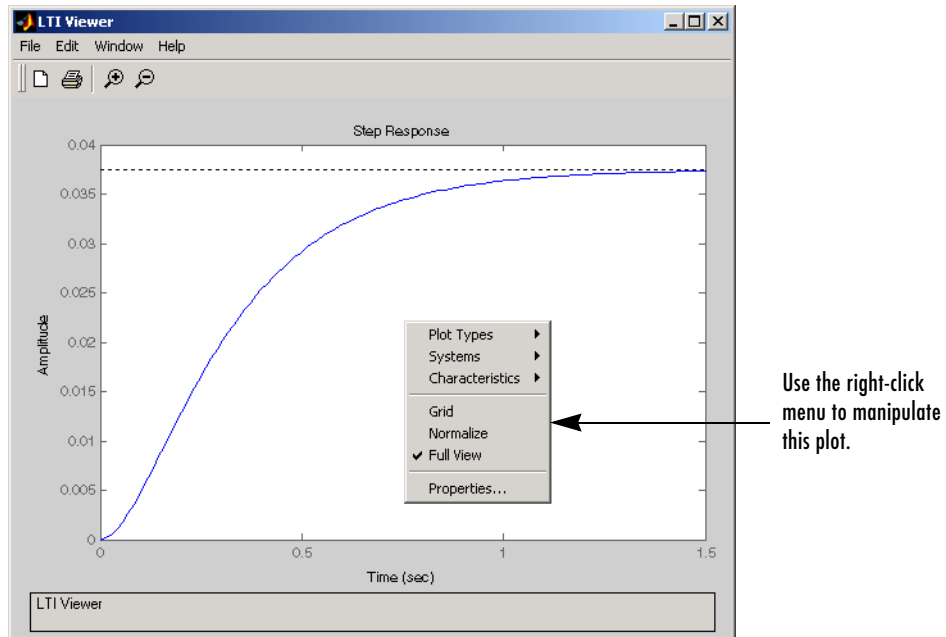 LTI Viewer
File Edit Window Help
Step Response
0.04
0.035
0.03
0.025
0.02
0.015
0.01
0.005
0
Amplitude
0 0.5 1 1.5
Time (sec)
Plot Types
Systems
Characteristics
Grid
Normalize
Full View
Properties...
Use the right-click
menu to manipulate
this plot.
LTI Viewer